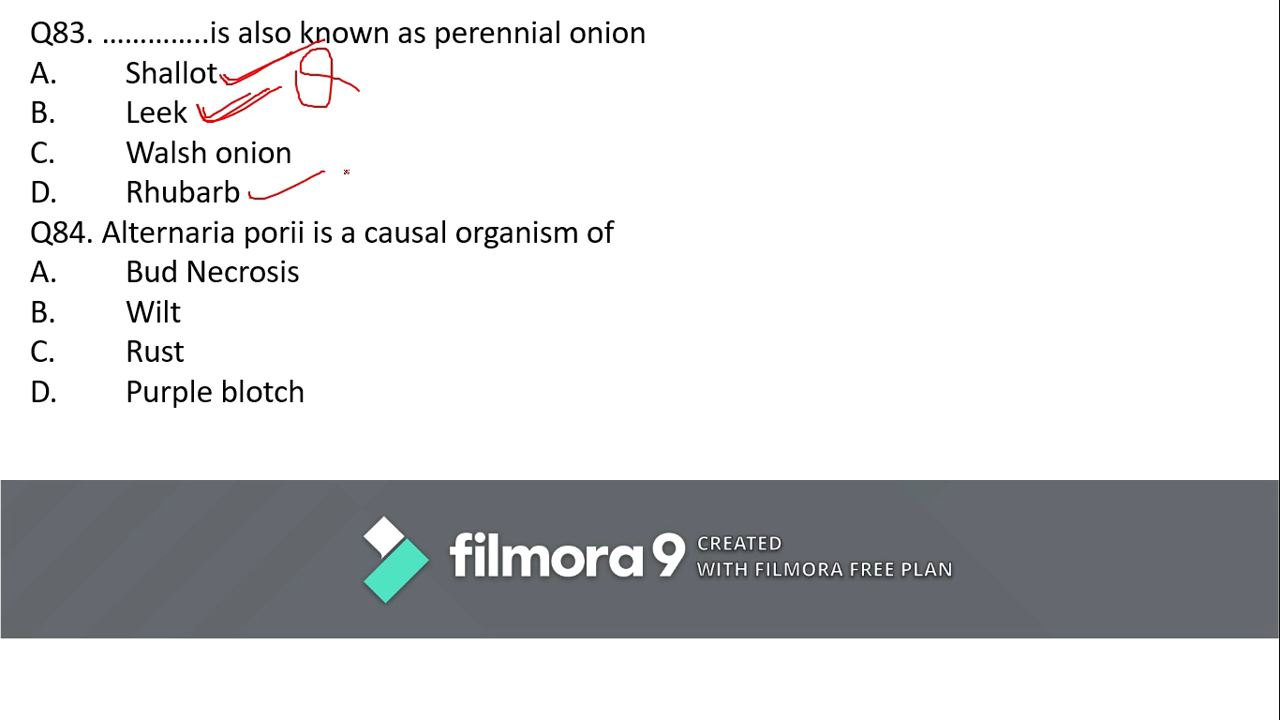 Q83. ..............is also known as perennial onion
A. Shallot
B. Leek
C. Walsh onion
D. Rhubarb
Q84. Alternaria porii is a causal organism of
A. Bud Necrosis
B. Wilt
C. Rust
D. Purple blotch
filmora 9 CREATED
WITH FILMORA FREE PLAN